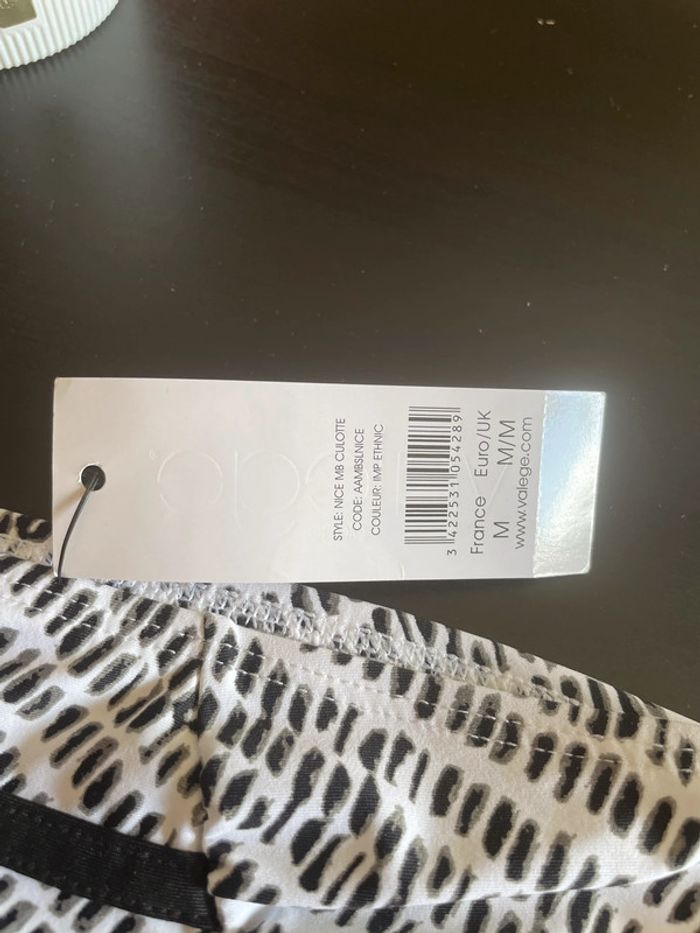 STYLE: NICE MB CULOTTE
CODE: AAMBSLNICE
COULEUR: IMP ETHNIC
3 422531 054289
France Euro/UK
M M/M
www.valege.com